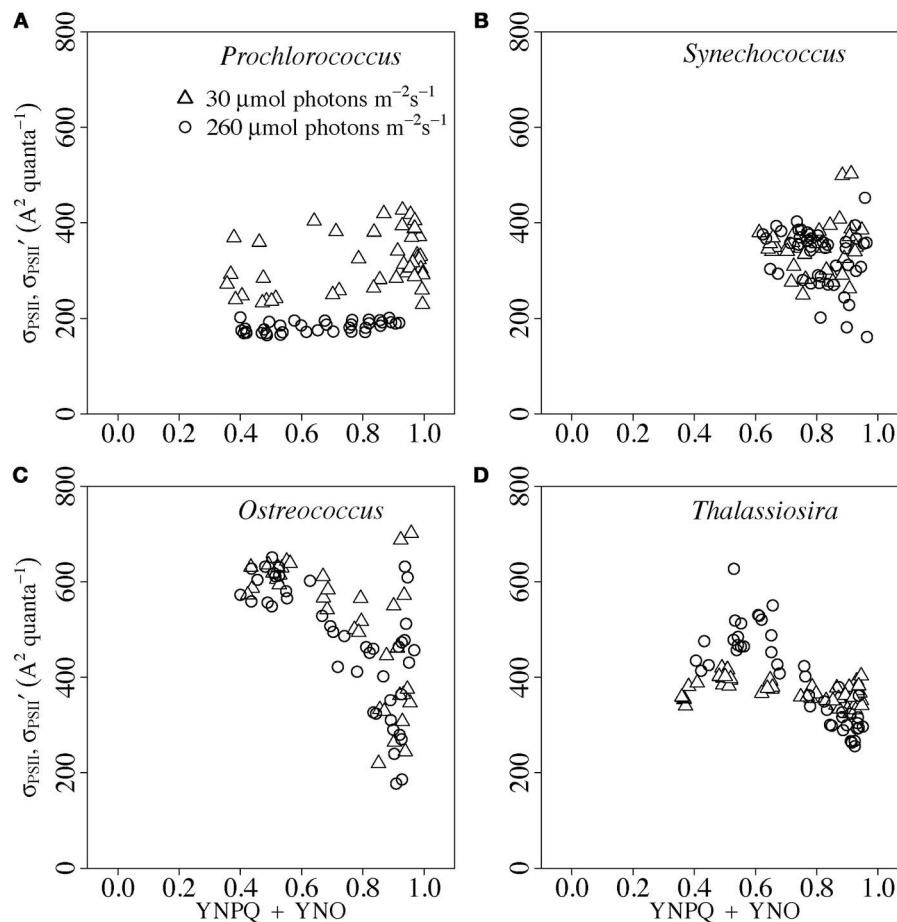 A
B
800
600
400
200
0
Prochlorococcus
Synechococcus
△ 30 μmol photons m⁻²s⁻¹
○ 260 μmol photons m⁻²s⁻¹
σPSII, σPSII′ (A² quanta⁻¹)
800
600
400
200
0
0.0 0.2 0.4 0.6 0.8 1.0
0.0 0.2 0.4 0.6 0.8 1.0
C
D
800
600
400
200
0
Ostreococcus
Thalassiosira
σPSII, σPSII′ (A² quanta⁻¹)
800
600
400
200
0
0.0 0.2 0.4 0.6 0.8 1.0
0.0 0.2 0.4 0.6 0.8 1.0
YNPQ + YNO
YNPQ + YNO